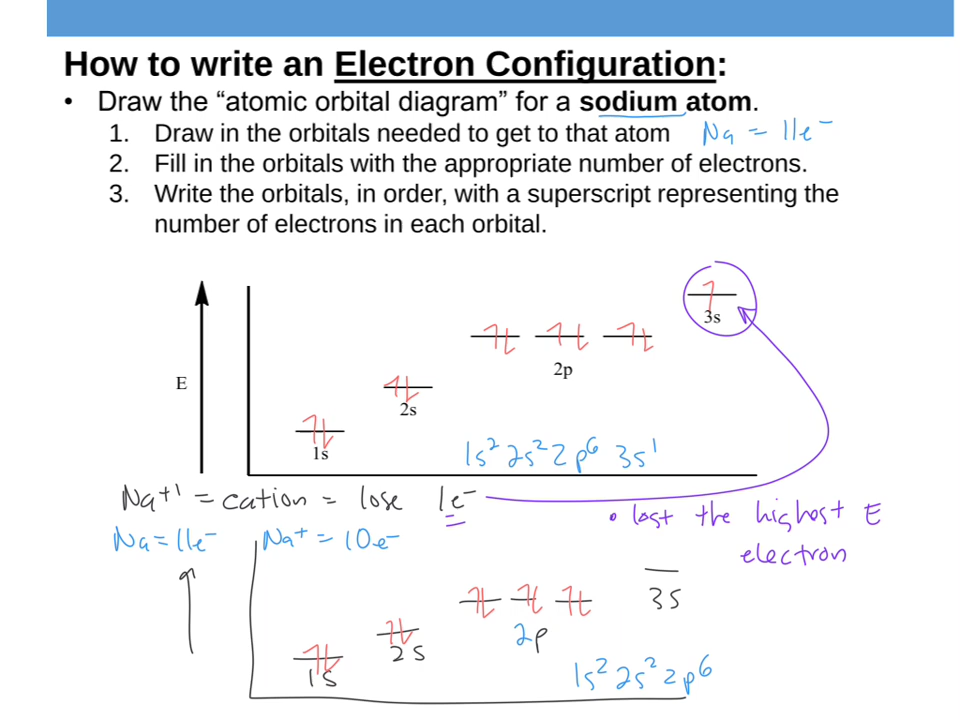 How to write an Electron Configuration:
• Draw the “atomic orbital diagram” for a sodium atom.
1. Draw in the orbitals needed to get to that atom Na = 11e⁻
2. Fill in the orbitals with the appropriate number of electrons.
3. Write the orbitals, in order, with a superscript representing the
number of electrons in each orbital.
3s
2p
E
2s
1s
1s² 2s² 2p⁶ 3s¹
Na⁺¹ = cation = lose 1e⁻
• lost the highest E
electron
Na = 11e⁻ Na⁺ = 10e⁻
3s
2p
2s
1s
1s² 2s² 2p⁶